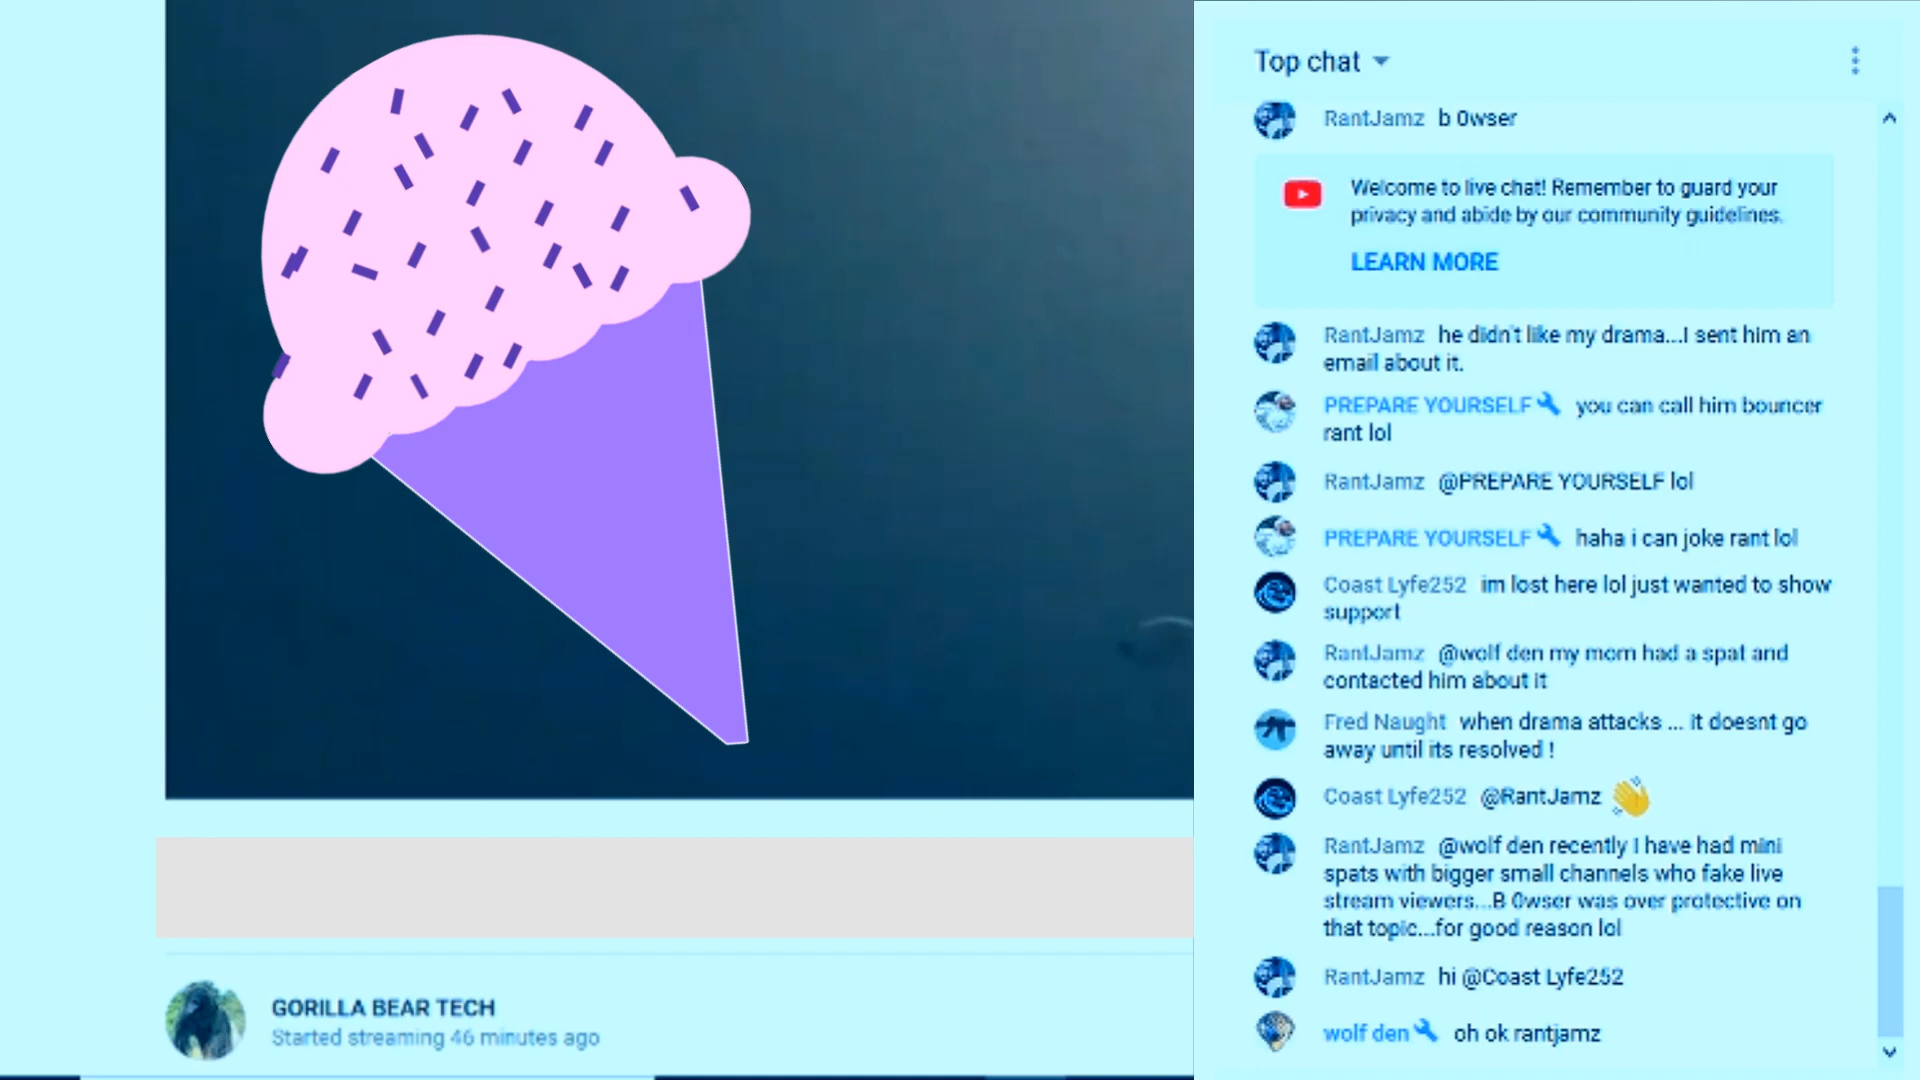 Top chat
RantJamz b 0wser
Welcome to live chat! Remember to guard your
privacy and abide by our community guidelines.
LEARN MORE
RantJamz he didn't like my drama...I sent him an
email about it.
PREPARE YOURSELF you can call him bouncer
rant lol
RantJamz @PREPARE YOURSELF lol
PREPARE YOURSELF haha i can joke rant lol
Coast Lyfe252 im lost here lol just wanted to show
support
RantJamz @wolf den my mom had a spat and
contacted him about it
Fred Naught when drama attacks ... it doesnt go
away until its resolved !
Coast Lyfe252 @RantJamz 👋
RantJamz @wolf den recently I have had mini
spats with bigger small channels who fake live
stream viewers...B 0wser was over protective on
that topic...for good reason lol
RantJamz hi @Coast Lyfe252
wolf den oh ok rantjamz
GORILLA BEAR TECH
Started streaming 46 minutes ago